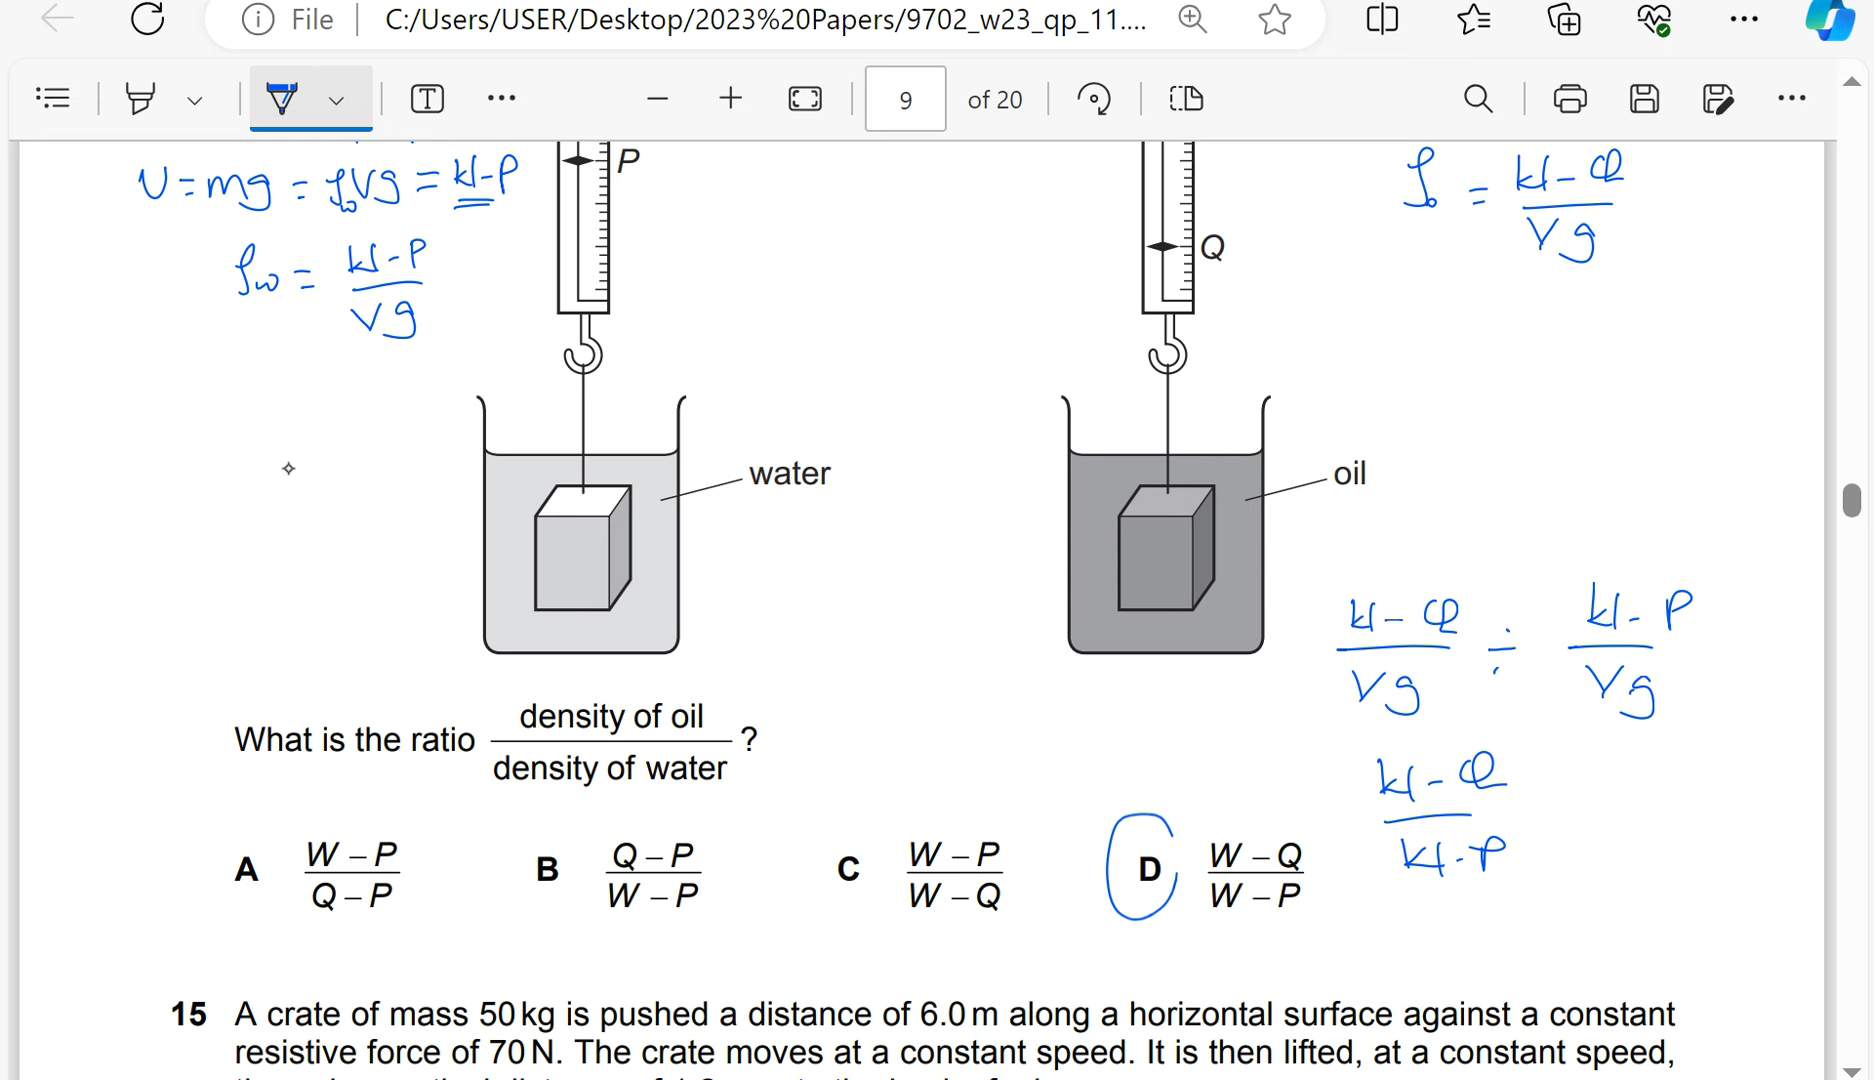 File | C:/Users/USER/Desktop/2023%20Papers/9702_w23_qp_11....
9 of 20
U = mg = ρwVg = W-P
P
ρw = W-P / Vg
Q
ρo = W-Q / Vg
water
oil
W-Q / Vg ÷ W-P / Vg
What is the ratio density of oil / density of water ?
W-Q / W-P
A W – P / Q – P B Q – P / W – P C W – P / W – Q D W – Q / W – P
15 A crate of mass 50 kg is pushed a distance of 6.0 m along a horizontal surface against a constant
resistive force of 70 N. The crate moves at a constant speed. It is then lifted, at a constant speed,